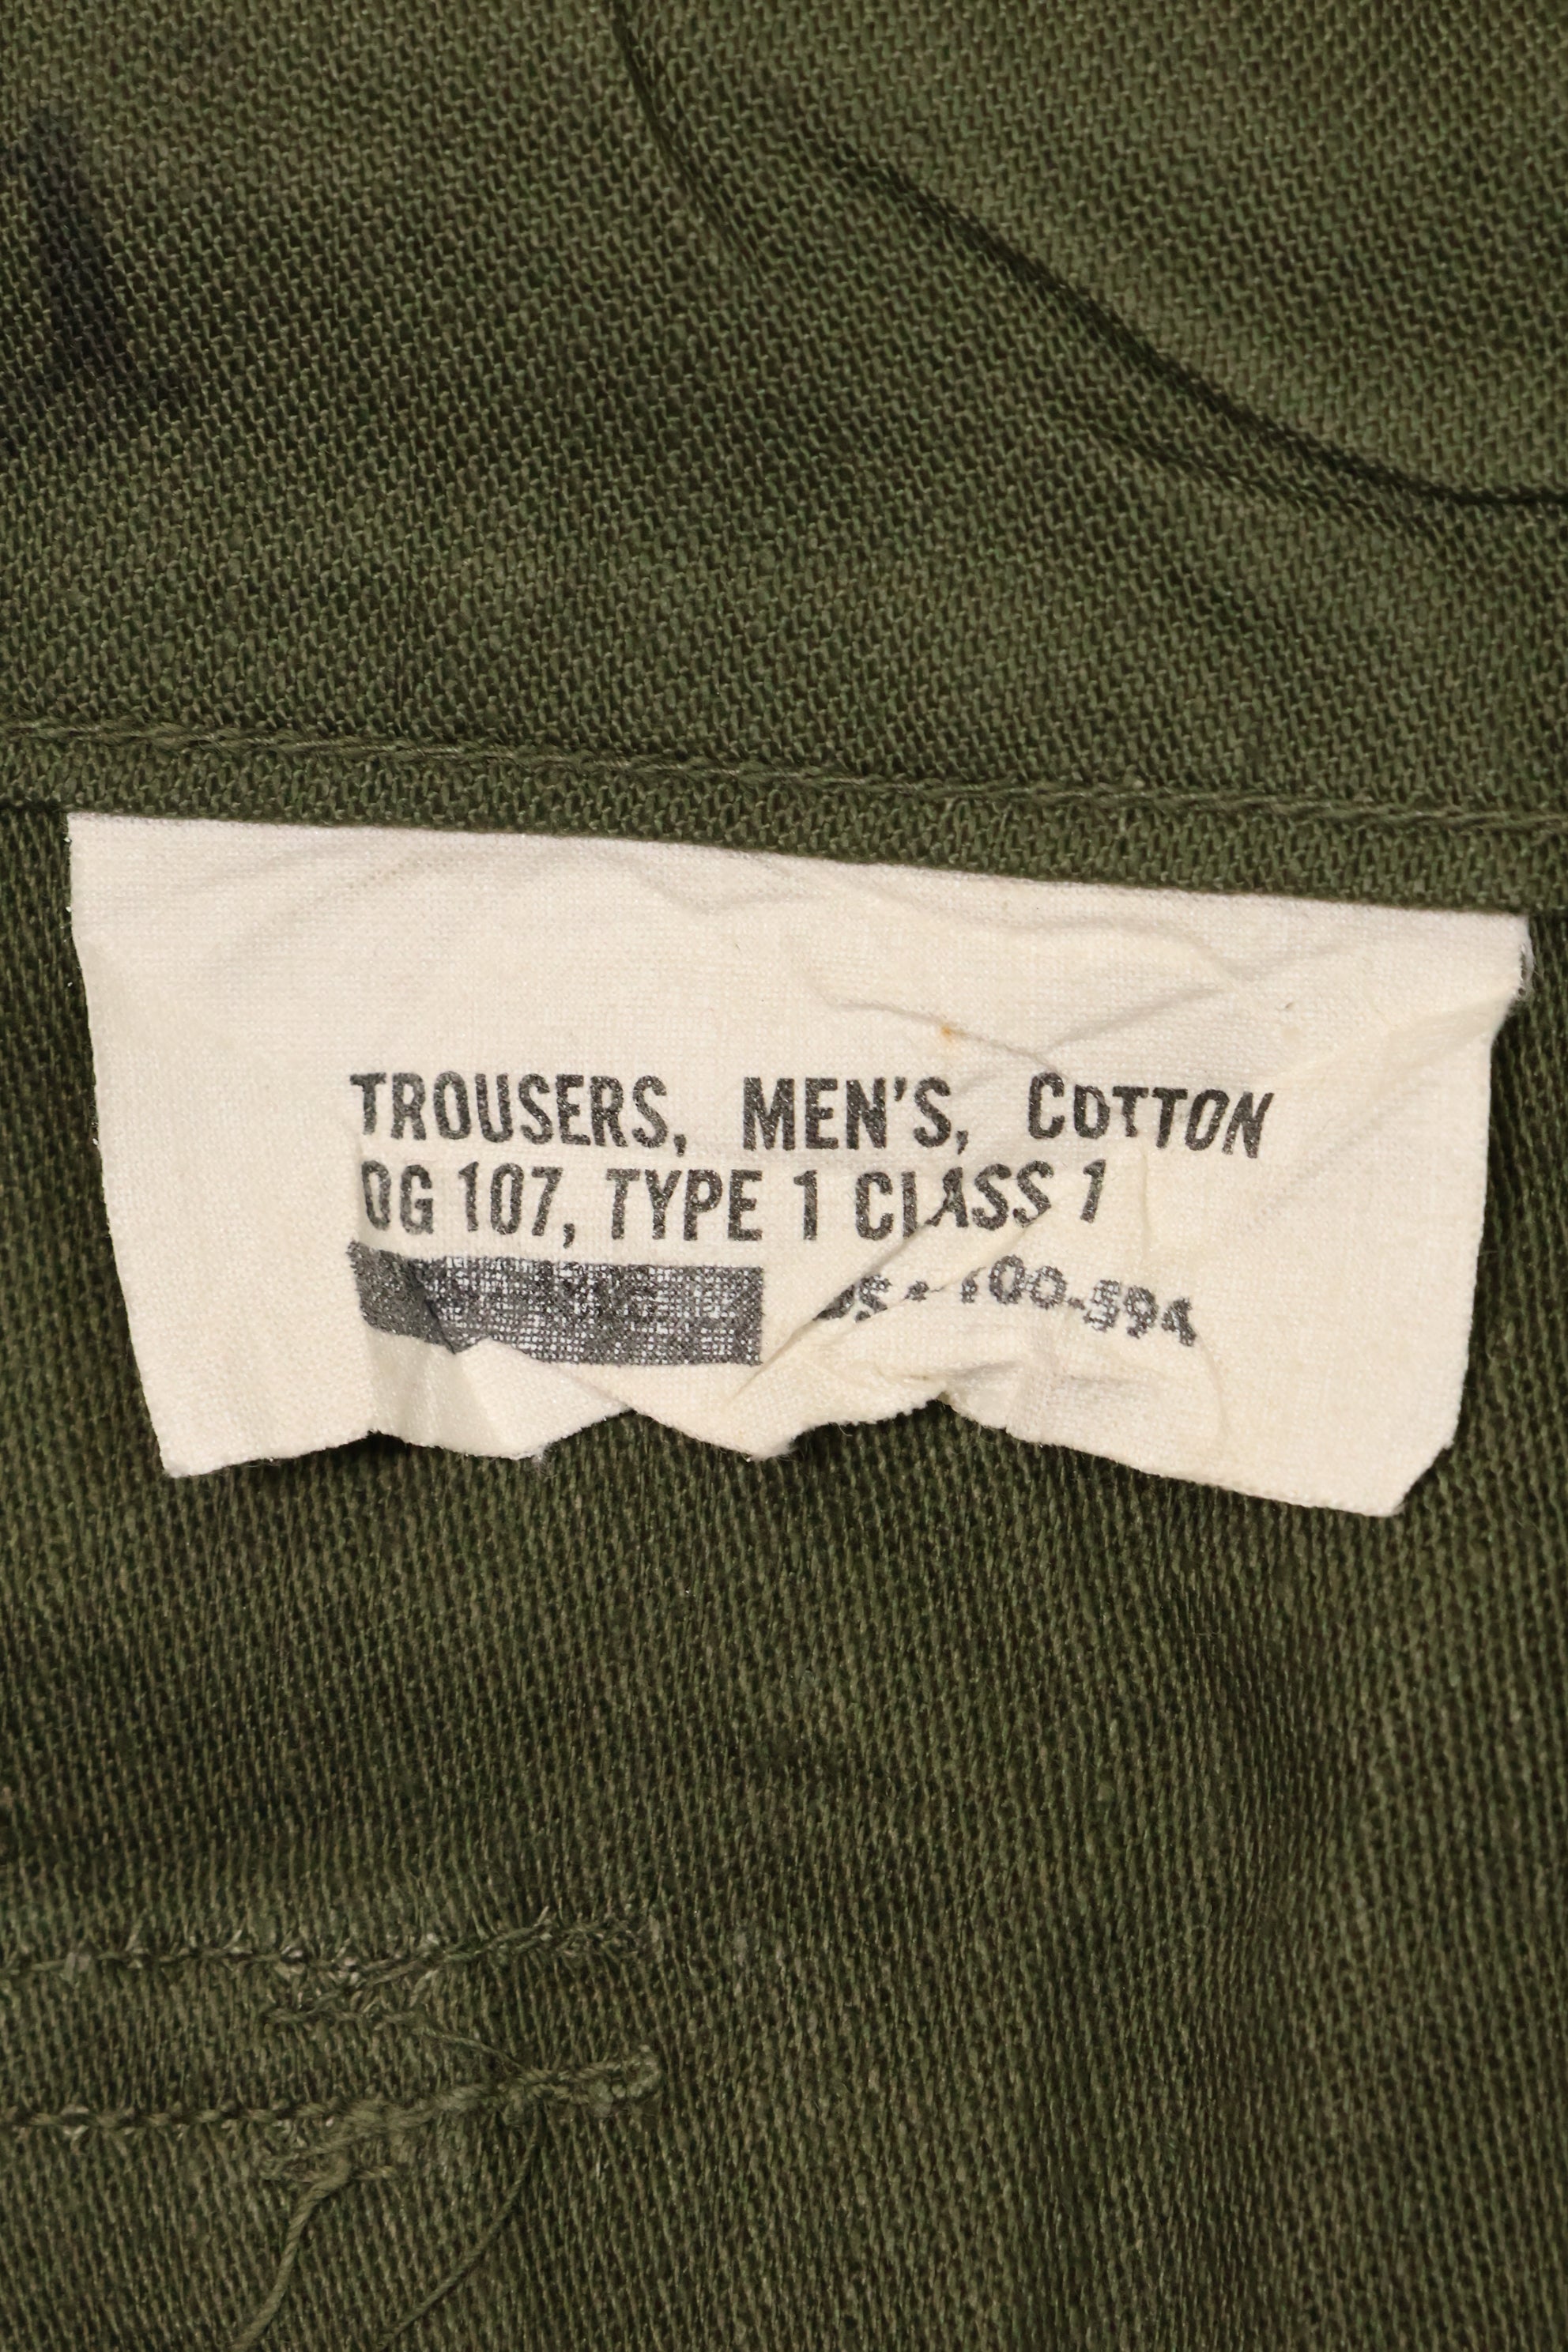 TROUSERS, MEN'S, COTTON
OG 107, TYPE 1 CLASS 1